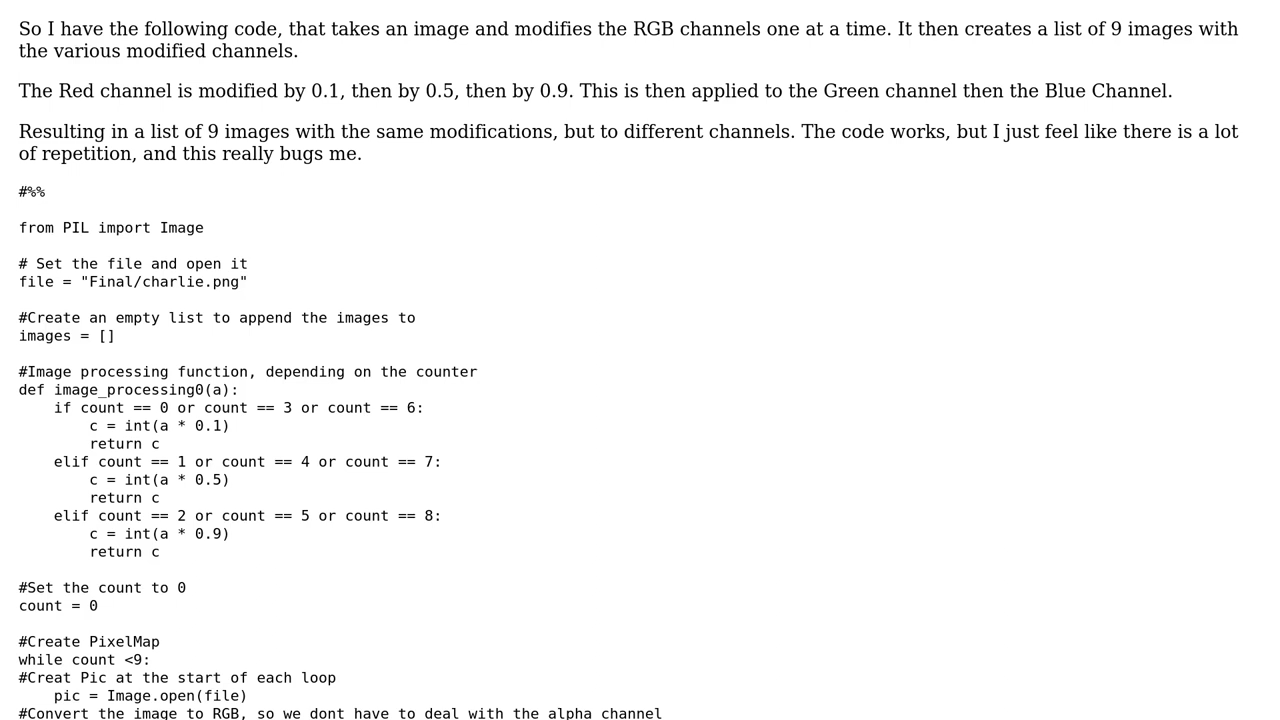 So I have the following code, that takes an image and modifies the RGB channels one at a time. It then creates a list of 9 images with
the various modified channels.
The Red channel is modified by 0.1, then by 0.5, then by 0.9. This is then applied to the Green channel then the Blue Channel.
Resulting in a list of 9 images with the same modifications, but to different channels. The code works, but I just feel like there is a lot
of repetition, and this really bugs me.
#%%
from PIL import Image
# Set the file and open it
file = "Final/charlie.png"
#Create an empty list to append the images to
images = []
#Image processing function, depending on the counter
def image_processing0(a):
    if count == 0 or count == 3 or count == 6:
        c = int(a * 0.1)
        return c
    elif count == 1 or count == 4 or count == 7:
        c = int(a * 0.5)
        return c
    elif count == 2 or count == 5 or count == 8:
        c = int(a * 0.9)
        return c
#Set the count to 0
count = 0
#Create PixelMap
while count <9:
#Creat Pic at the start of each loop
    pic = Image.open(file)
#Convert the image to RGB, so we dont have to deal with the alpha channel